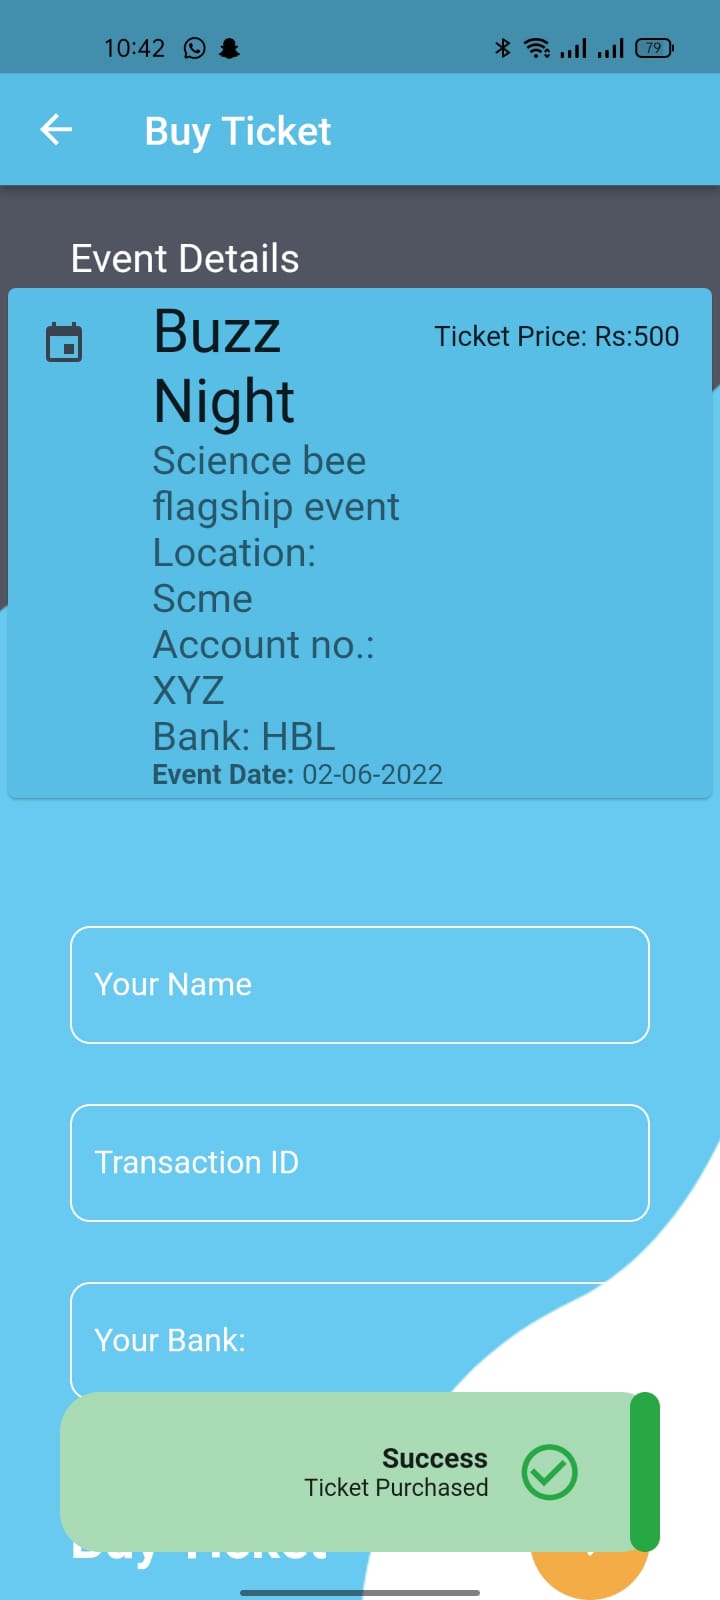 10:42
79
Buy Ticket
Event Details
Buzz
Night
Ticket Price: Rs:500
Science bee
flagship event
Location:
Scme
Account no.:
XYZ
Bank: HBL
Event Date: 02-06-2022
Your Name
Transaction ID
Your Bank:
Success
Ticket Purchased
Buy Ticket